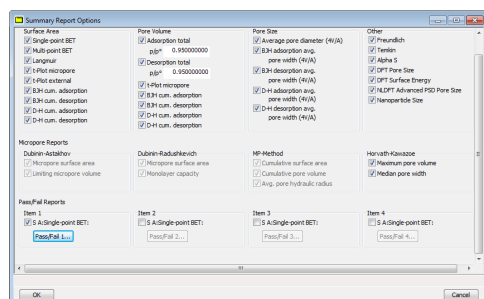 Summary Report Options
Surface Area
Single-point BET
Multi-point BET
Langmuir
t-Plot micropore
t-Plot external
BJH cum. adsorption
BJH cum. desorption
D-H cum. adsorption
D-H cum. desorption
Pore Volume
Adsorption total
p/p° 0.950000000
Desorption total
p/p° 0.950000000
t-Plot micropore
BJH cum. adsorption
BJH cum. desorption
D-H cum. adsorption
D-H cum. desorption
Pore Size
Average pore diameter (4V/A)
BJH adsorption avg.
pore width (4V/A)
BJH desorption avg.
pore width (4V/A)
D-H adsorption avg.
pore width (4V/A)
D-H desorption avg.
pore width (4V/A)
Other
Freundlich
Temkin
Alpha S
DFT Pore Size
DFT Surface Energy
NLDFT Advanced PSD Pore Size
Nanoparticle Size
Micropore Reports
Dubinin-Astakhov
Micropore surface area
Limiting micropore volume
Dubinin-Radushkevich
Micropore surface area
Monolayer capacity
MP-Method
Cumulative surface area
Cumulative pore volume
Avg. pore hydraulic radius
Horvath-Kawazoe
Maximum pore volume
Median pore width
Pass/Fail Reports
Item 1
S A:Single-point BET:
Pass/Fail 1...
Item 2
S A:Single-point BET:
Pass/Fail 2...
Item 3
S A:Single-point BET:
Pass/Fail 3...
Item 4
S A:Single-point BET:
Pass/Fail 4...
OK
Cancel